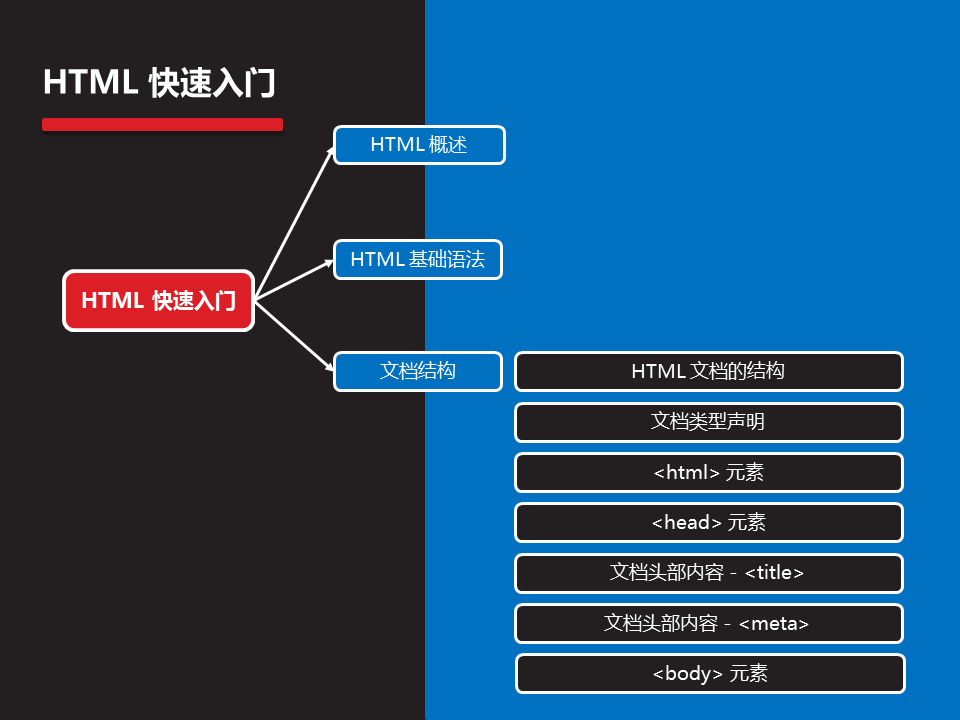 HTML 快速入门
HTML 概述
HTML 基础语法
HTML 快速入门
文档结构
HTML 文档的结构
文档类型声明
<html> 元素
<head> 元素
文档头部内容 - <title>
文档头部内容 - <meta>
<body> 元素